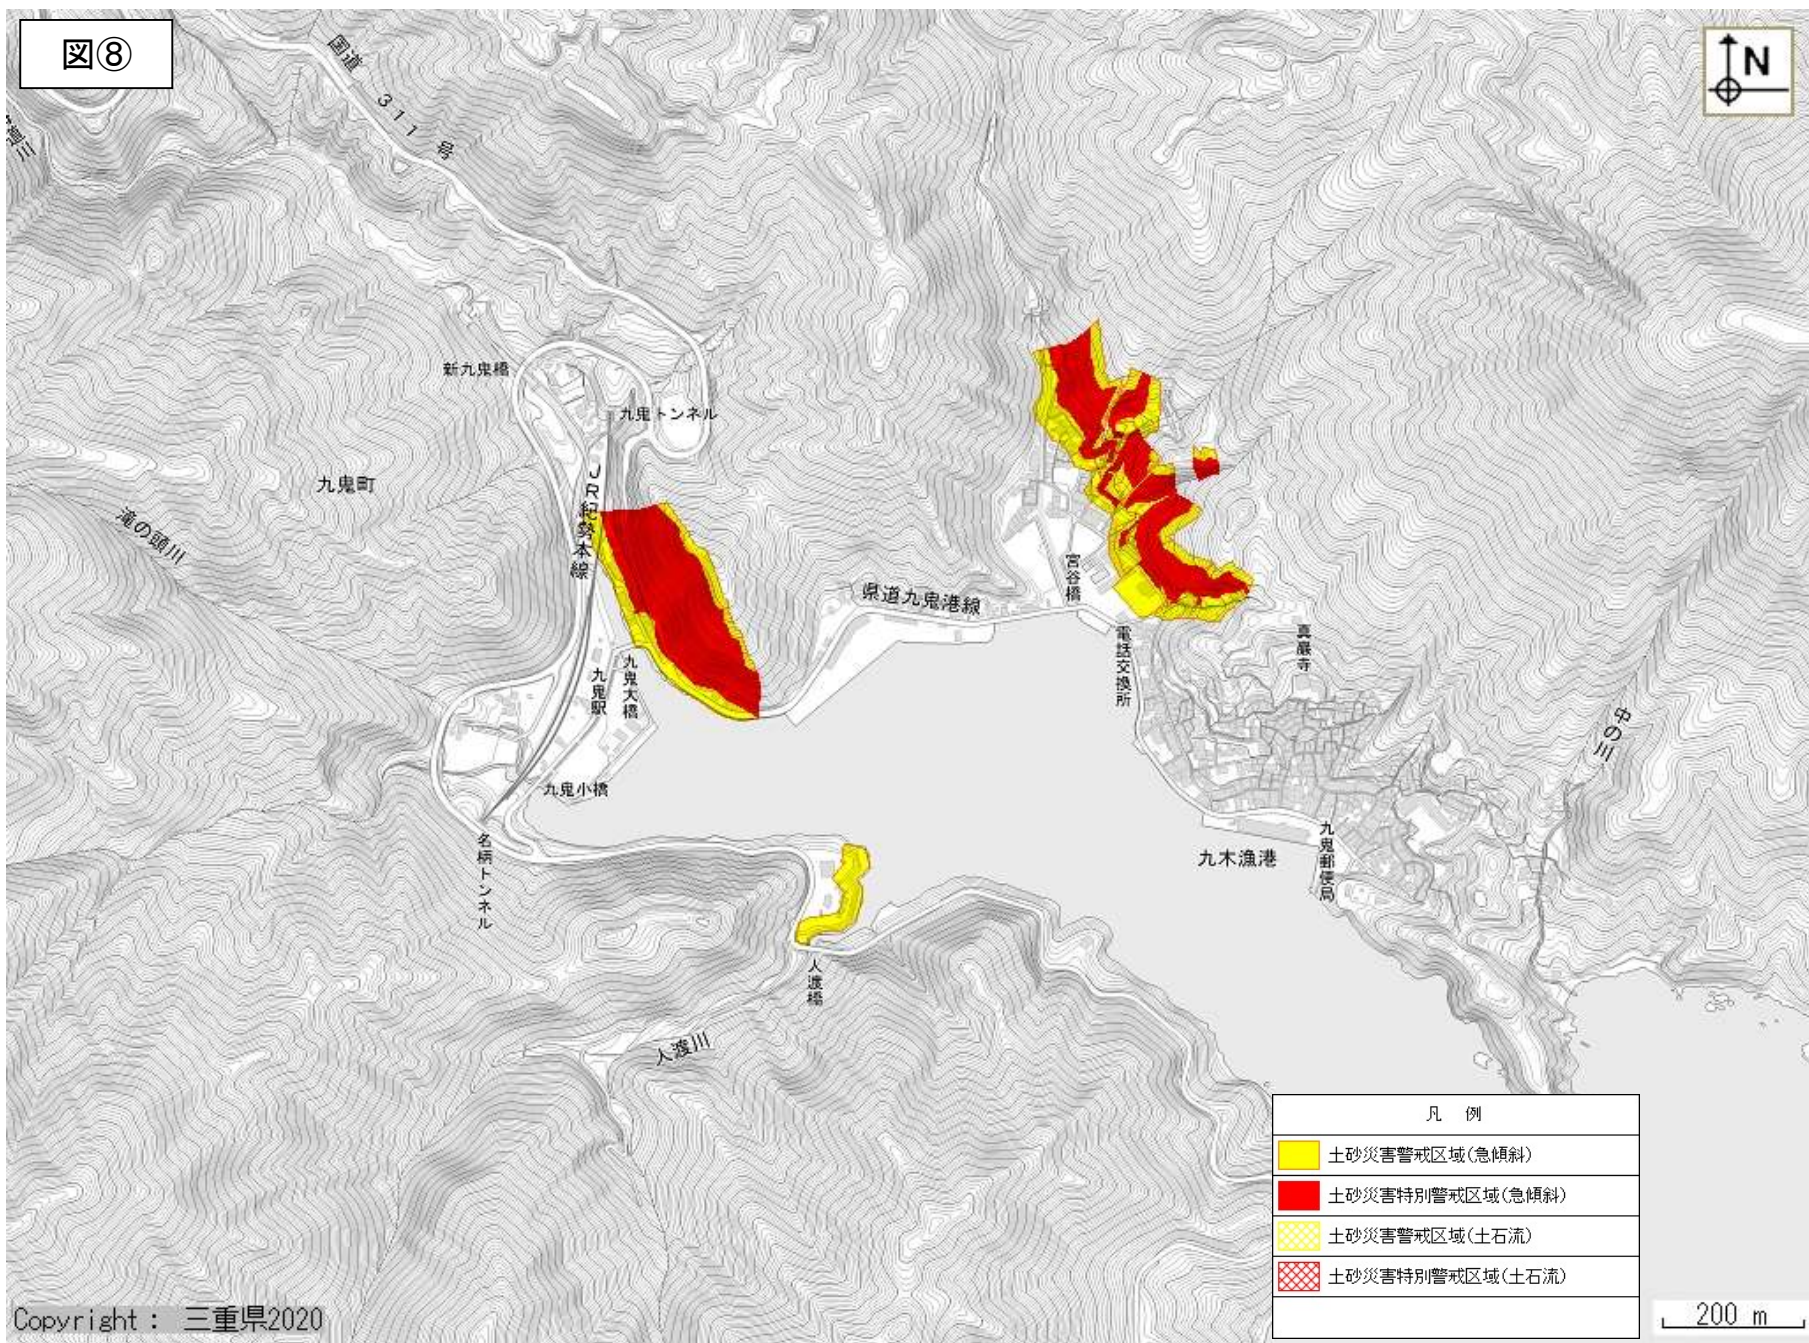 図⑧
N
国道 311号
道川
新九鬼橋
九鬼トンネル
九鬼町
JR紀勢本線
滝の頭川
県道九鬼港線
宮谷橋
電話交換所
真巖寺
九鬼大橋
九鬼駅
中の川
九鬼小橋
名柄トンネル
九木漁港
九鬼郵便局
人渡橋
人渡川
凡 例
土砂災害警戒区域(急傾斜)
土砂災害特別警戒区域(急傾斜)
土砂災害警戒区域(土石流)
土砂災害特別警戒区域(土石流)
Copyright : 三重県2020
200 m